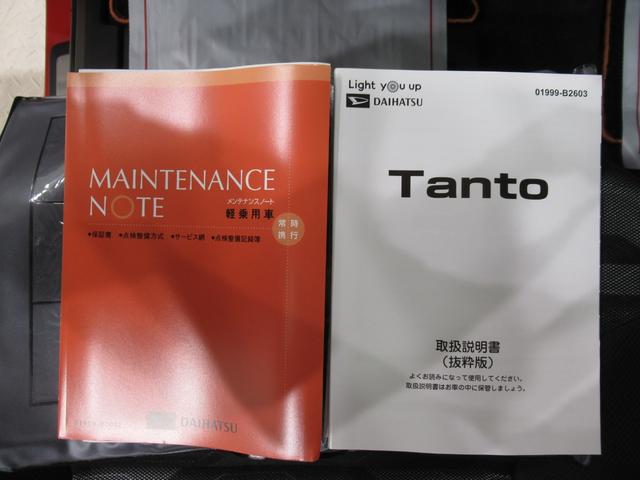 MAINTENANCE
NOTE
メンテナンスノート
軽乗用車
常時
携行
●保証書 ●点検整備方式 ●サービス網 ●点検整備記録簿
DAIHATSU
Light you up
DAIHATSU
01999-B2603
Tanto
取扱説明書
(抜粋版)
よくお読みになって使用してください。
取扱説明書はお車の中に保管しましょう。